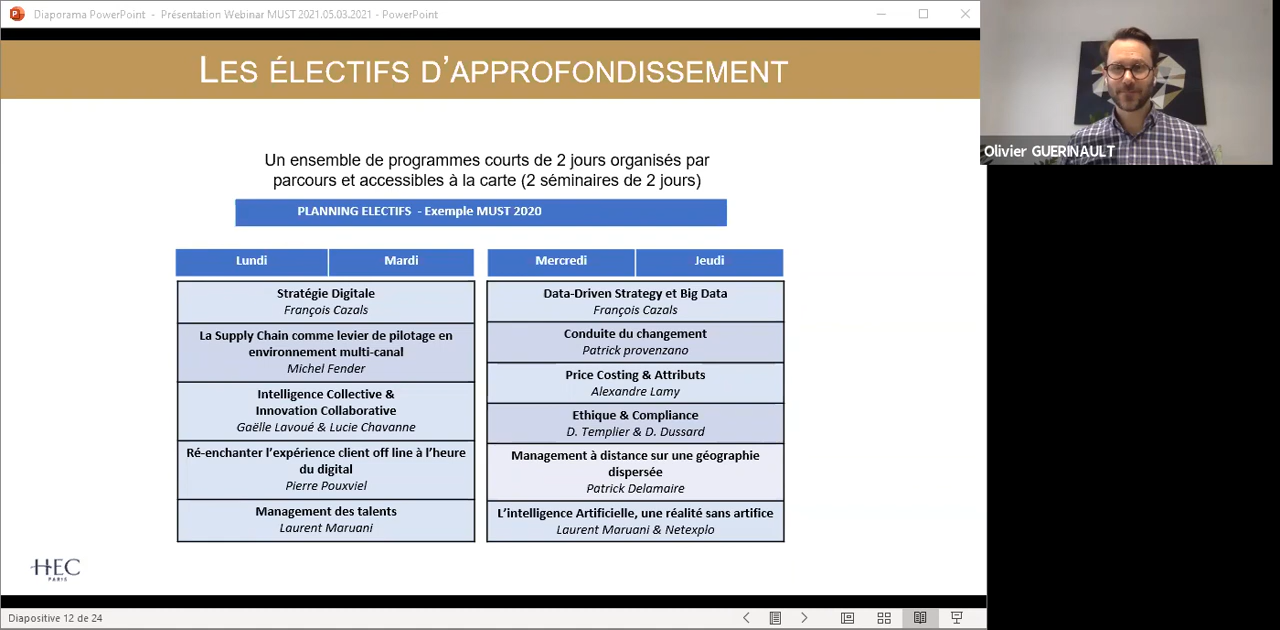 Diaporama PowerPoint - Présentation Webinar MUST 2021.05.03.2021 - PowerPoint
LES ÉLECTIFS D'APPROFONDISSEMENT
Un ensemble de programmes courts de 2 jours organisés par
parcours et accessibles à la carte (2 séminaires de 2 jours)
PLANNING ELECTIFS - Exemple MUST 2020
Lundi
Mardi
Stratégie Digitale
François Cazals
La Supply Chain comme levier de pilotage en
environnement multi-canal
Michel Fender
Intelligence Collective &
Innovation Collaborative
Gaëlle Lavoué & Lucie Chavanne
Ré-enchanter l'expérience client off line à l'heure
du digital
Pierre Pouxviel
Management des talents
Laurent Maruani
Mercredi
Jeudi
Data-Driven Strategy et Big Data
François Cazals
Conduite du changement
Patrick provenzano
Price Costing & Attributs
Alexandre Lamy
Ethique & Compliance
D. Templier & D. Dussard
Management à distance sur une géographie
dispersée
Patrick Delamaire
L'intelligence Artificielle, une réalité sans artifice
Laurent Maruani & Netexplo
HEC
PARIS
Diapositive 12 de 24
Olivier GUERINAULT